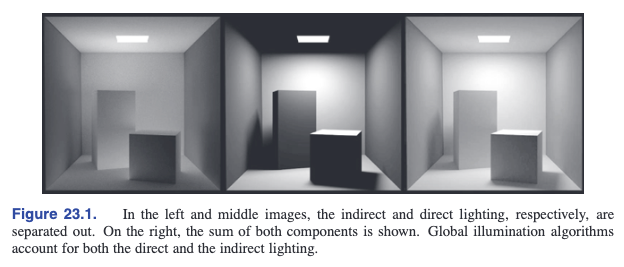 Figure 23.1. In the left and middle images, the indirect and direct lighting, respectively, are
separated out. On the right, the sum of both components is shown. Global illumination algorithms
account for both the direct and the indirect lighting.